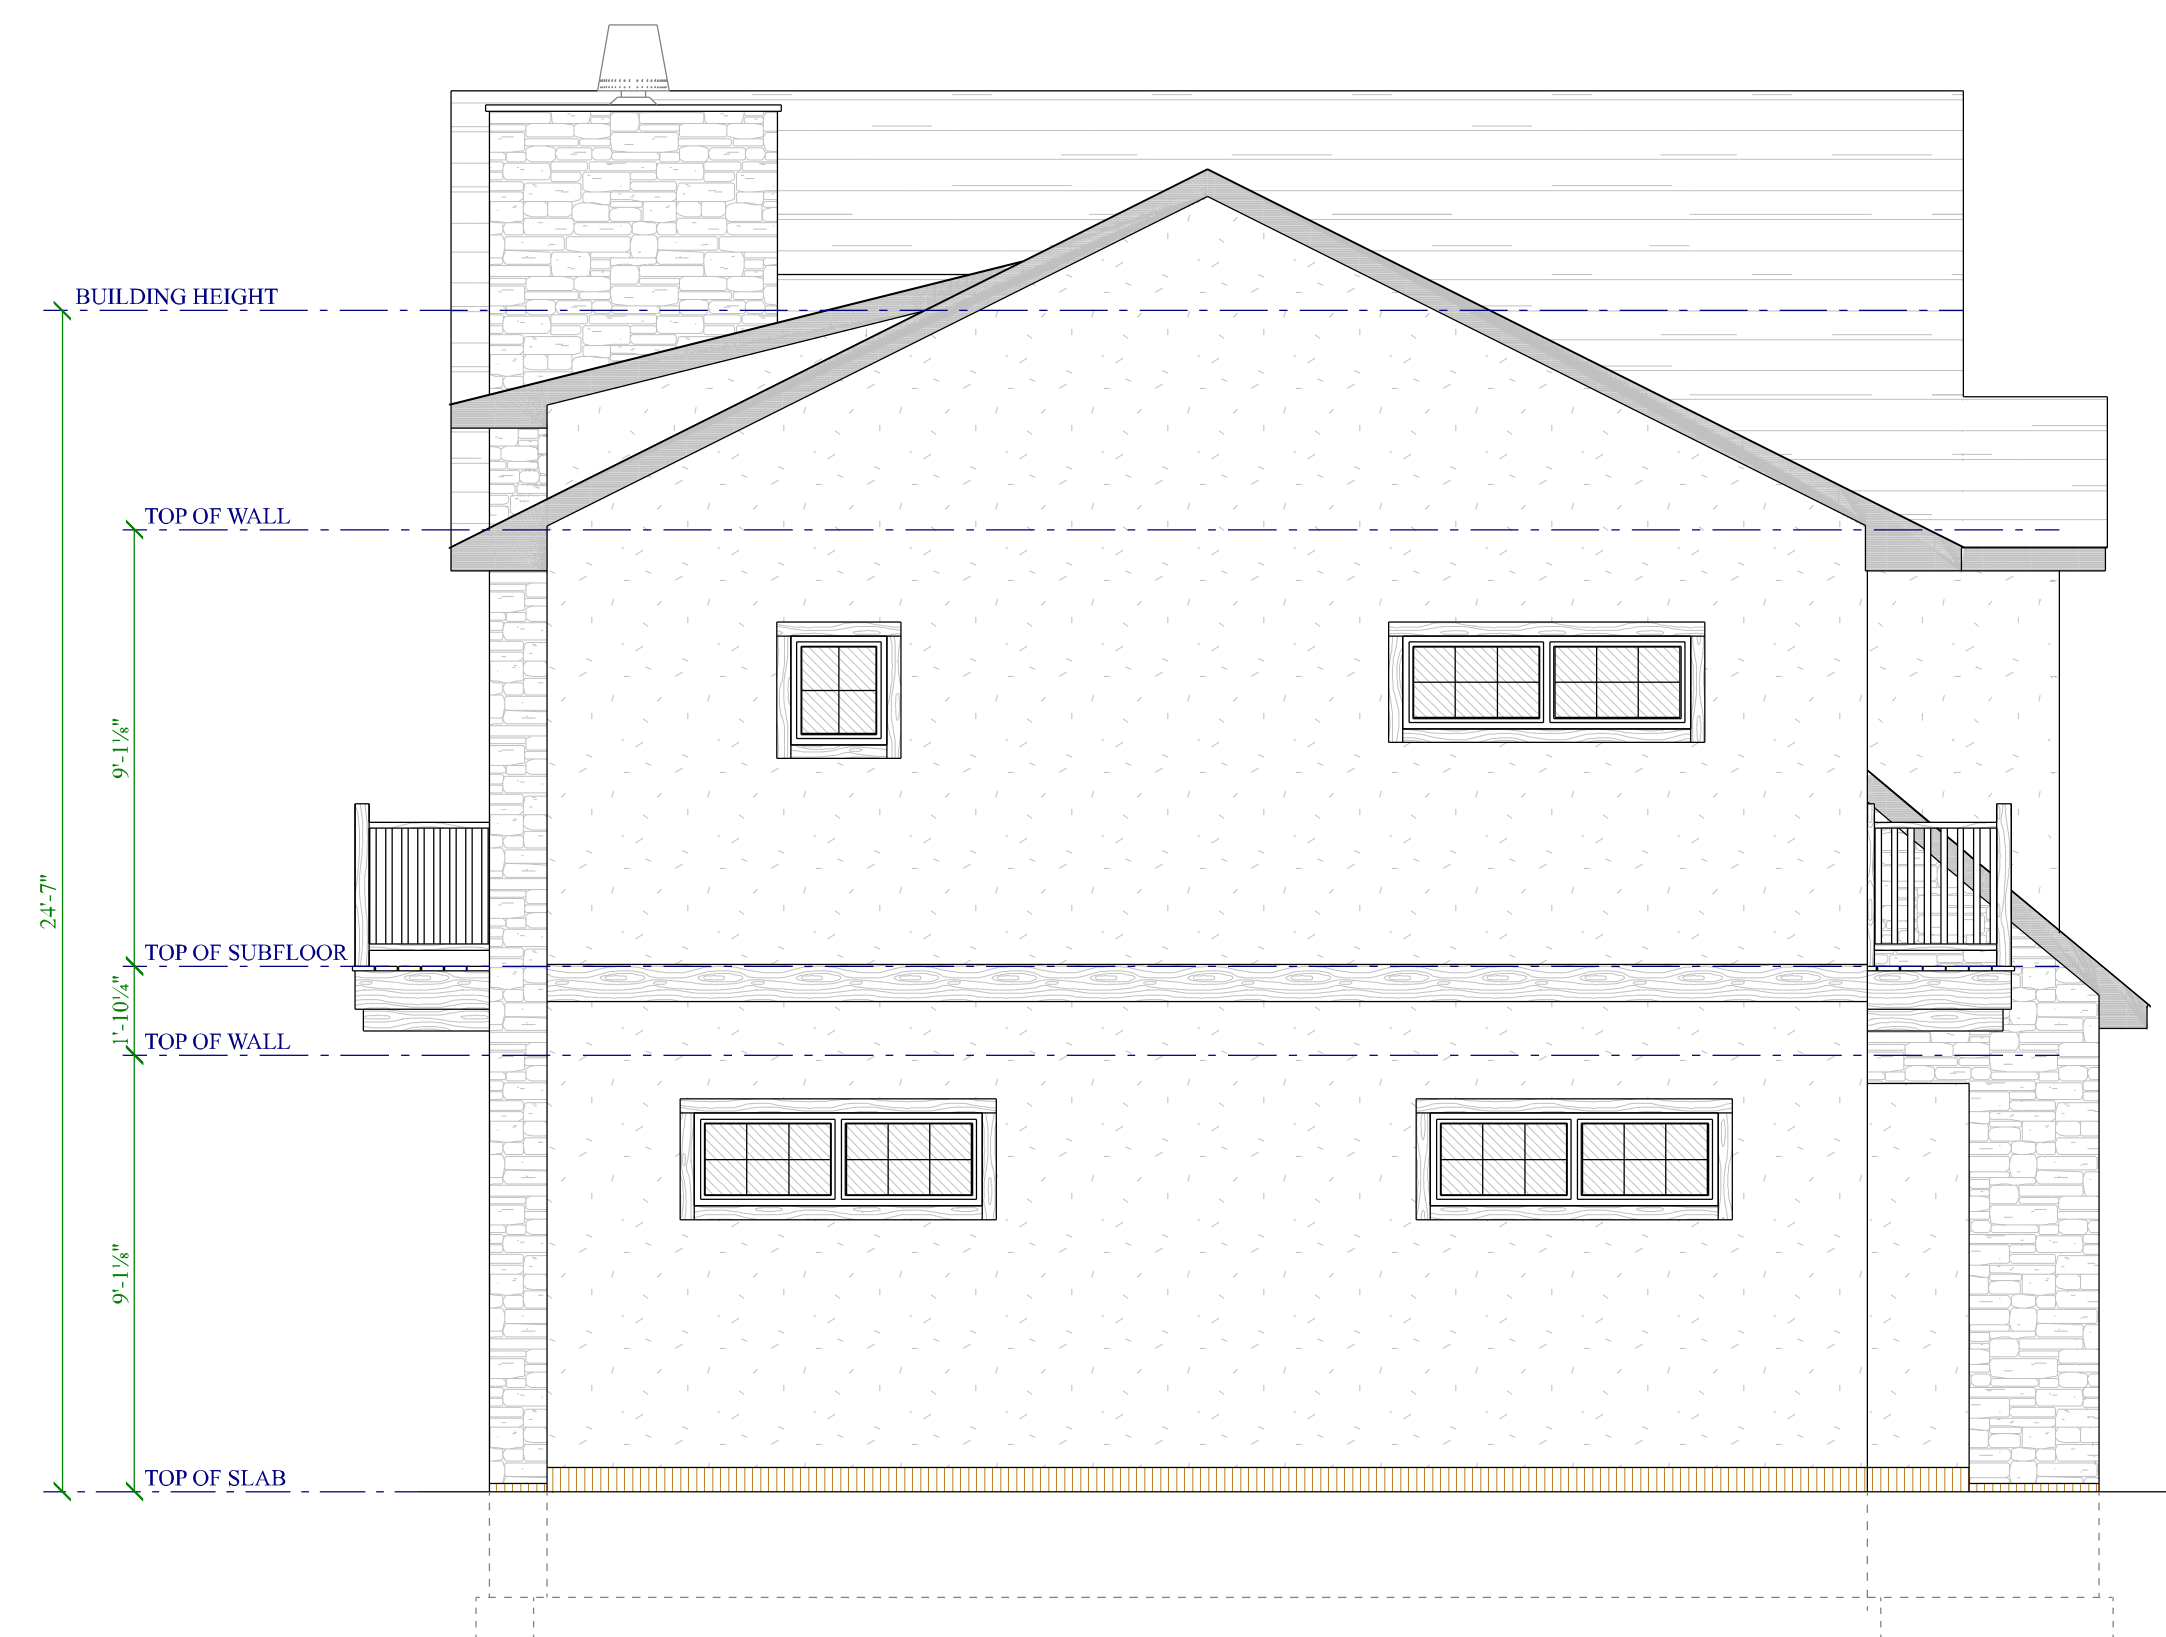 BUILDING HEIGHT
TOP OF WALL
9'-1⅛"
24'-7"
TOP OF SUBFLOOR
1'-10¼"
TOP OF WALL
9'-1⅛"
TOP OF SLAB